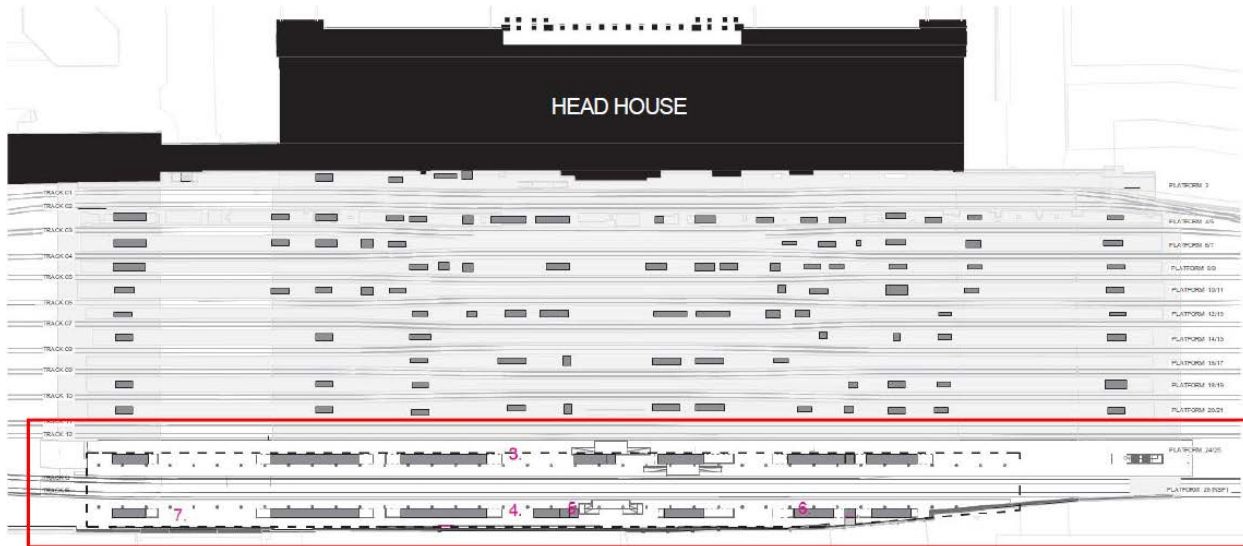 HEAD HOUSE
TRACK 01
PLATFORM 3
TRACK 02
PLATFORM 4/5
TRACK 03
PLATFORM 6/7
TRACK 04
PLATFORM 8/9
TRACK 05
PLATFORM 10/11
TRACK 06
PLATFORM 12/13
TRACK 07
PLATFORM 14/15
TRACK 08
PLATFORM 16/17
TRACK 09
PLATFORM 18/19
TRACK 10
PLATFORM 20/21
TRACK 12
3.
PLATFORM 24/25
7.
4.
5.
6.